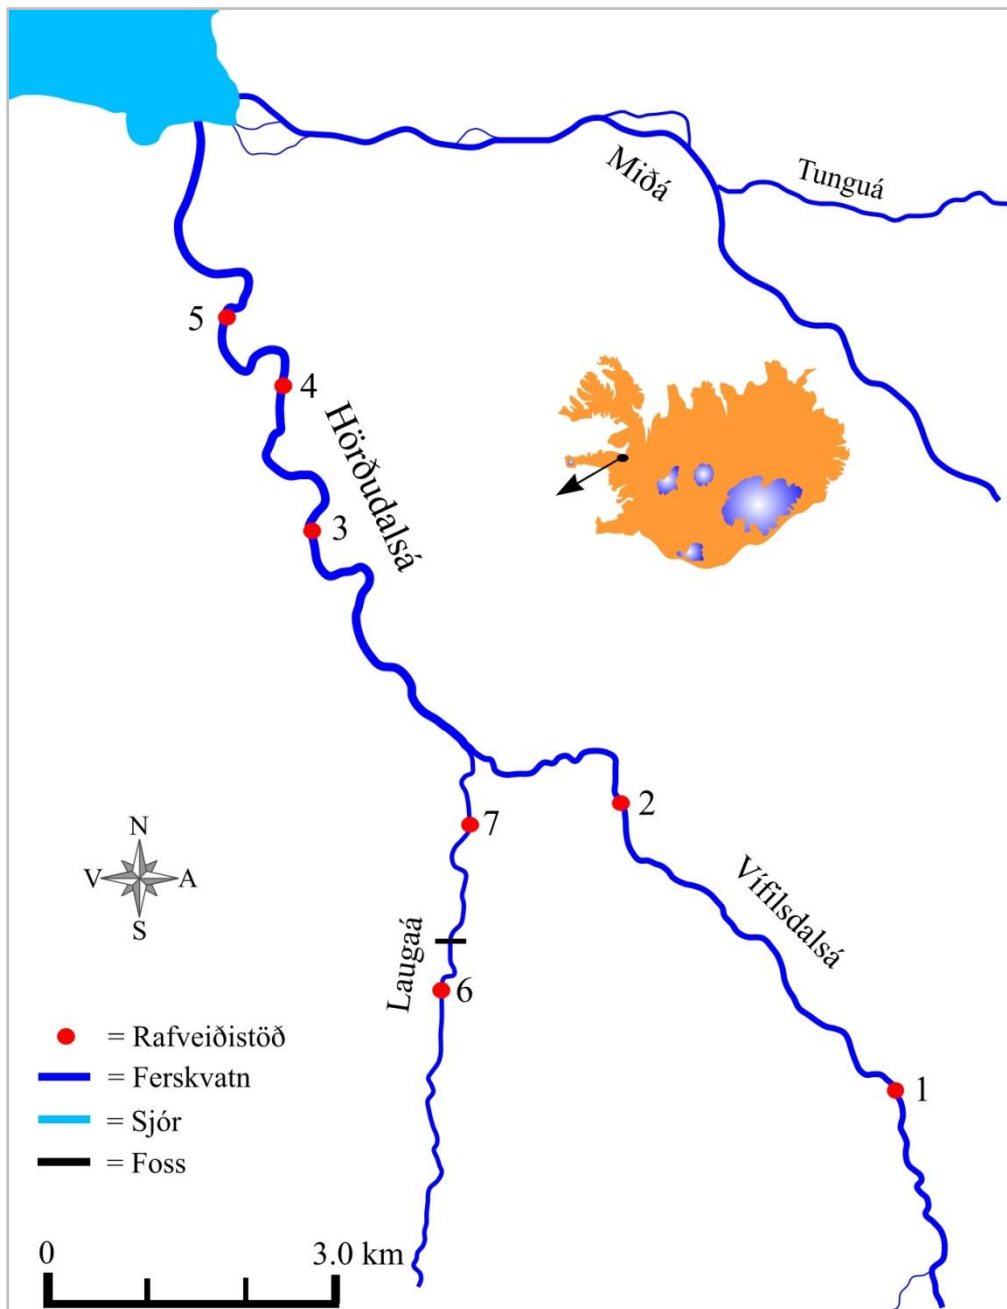 Miðá
Tunguá
5
4
Hörðudalsá
3
2
7
N
V A
S
Vífilsdalsá
Laugaá
6
1
= Rafveiðistöð
= Ferskvatn
= Sjór
= Foss
0 3.0 km